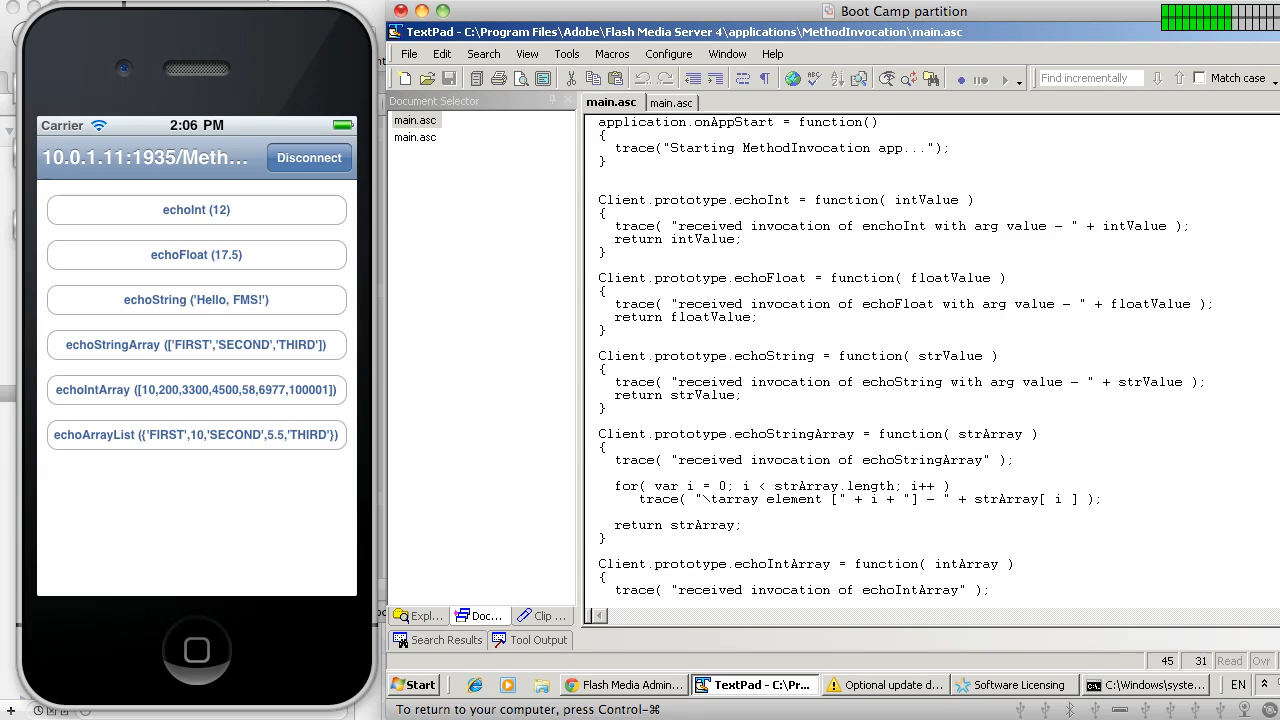 Carrier 2:06 PM
10.0.1.11:1935/Meth... Disconnect
echoInt (12)
echoFloat (17.5)
echoString ('Hello, FMS!')
echoStringArray (['FIRST','SECOND','THIRD'])
echoIntArray ([10,200,3300,4500,58,6977,100001])
echoArrayList ({'FIRST',10,'SECOND',5.5,'THIRD'})
Boot Camp partition
TextPad - C:\Program Files\Adobe\Flash Media Server 4\applications\MethodInvocation\main.asc
File Edit Search View Tools Macros Configure Window Help
Find incrementally Match case
Document Selector
main.asc main.asc
main.asc
main.asc
application.onAppStart = function()
{
trace("Starting MethodInvocation app...");
}
Client.prototype.echoInt = function( intValue )
{
trace( "received invocation of enchoInt with arg value – " + intValue );
return intValue;
}
Client.prototype.echoFloat = function( floatValue )
{
trace( "received invocation of echoFloat with arg value – " + floatValue );
return floatValue;
}
Client.prototype.echoString = function( strValue )
{
trace( "received invocation of echoString with arg value – " + strValue );
return strValue;
}
Client.prototype.echoStringArray = function( strArray )
{
trace( "received invocation of echoStringArray" );
for( var i = 0; i < strArray.length; i++ )
trace( "\tarray element [" + i + "] – " + strArray[ i ] );
return strArray;
}
Client.prototype.echoIntArray = function( intArray )
{
trace( "received invocation of echoIntArray" );
Expl... Doc... Clip ...
Search Results Tool Output
45 31 Read Ovr
Start Flash Media Admin... TextPad - C:\Pr... Optional update d... Software Licensing C:\Windows\syste... EN
To return to your computer, press Control-⌘